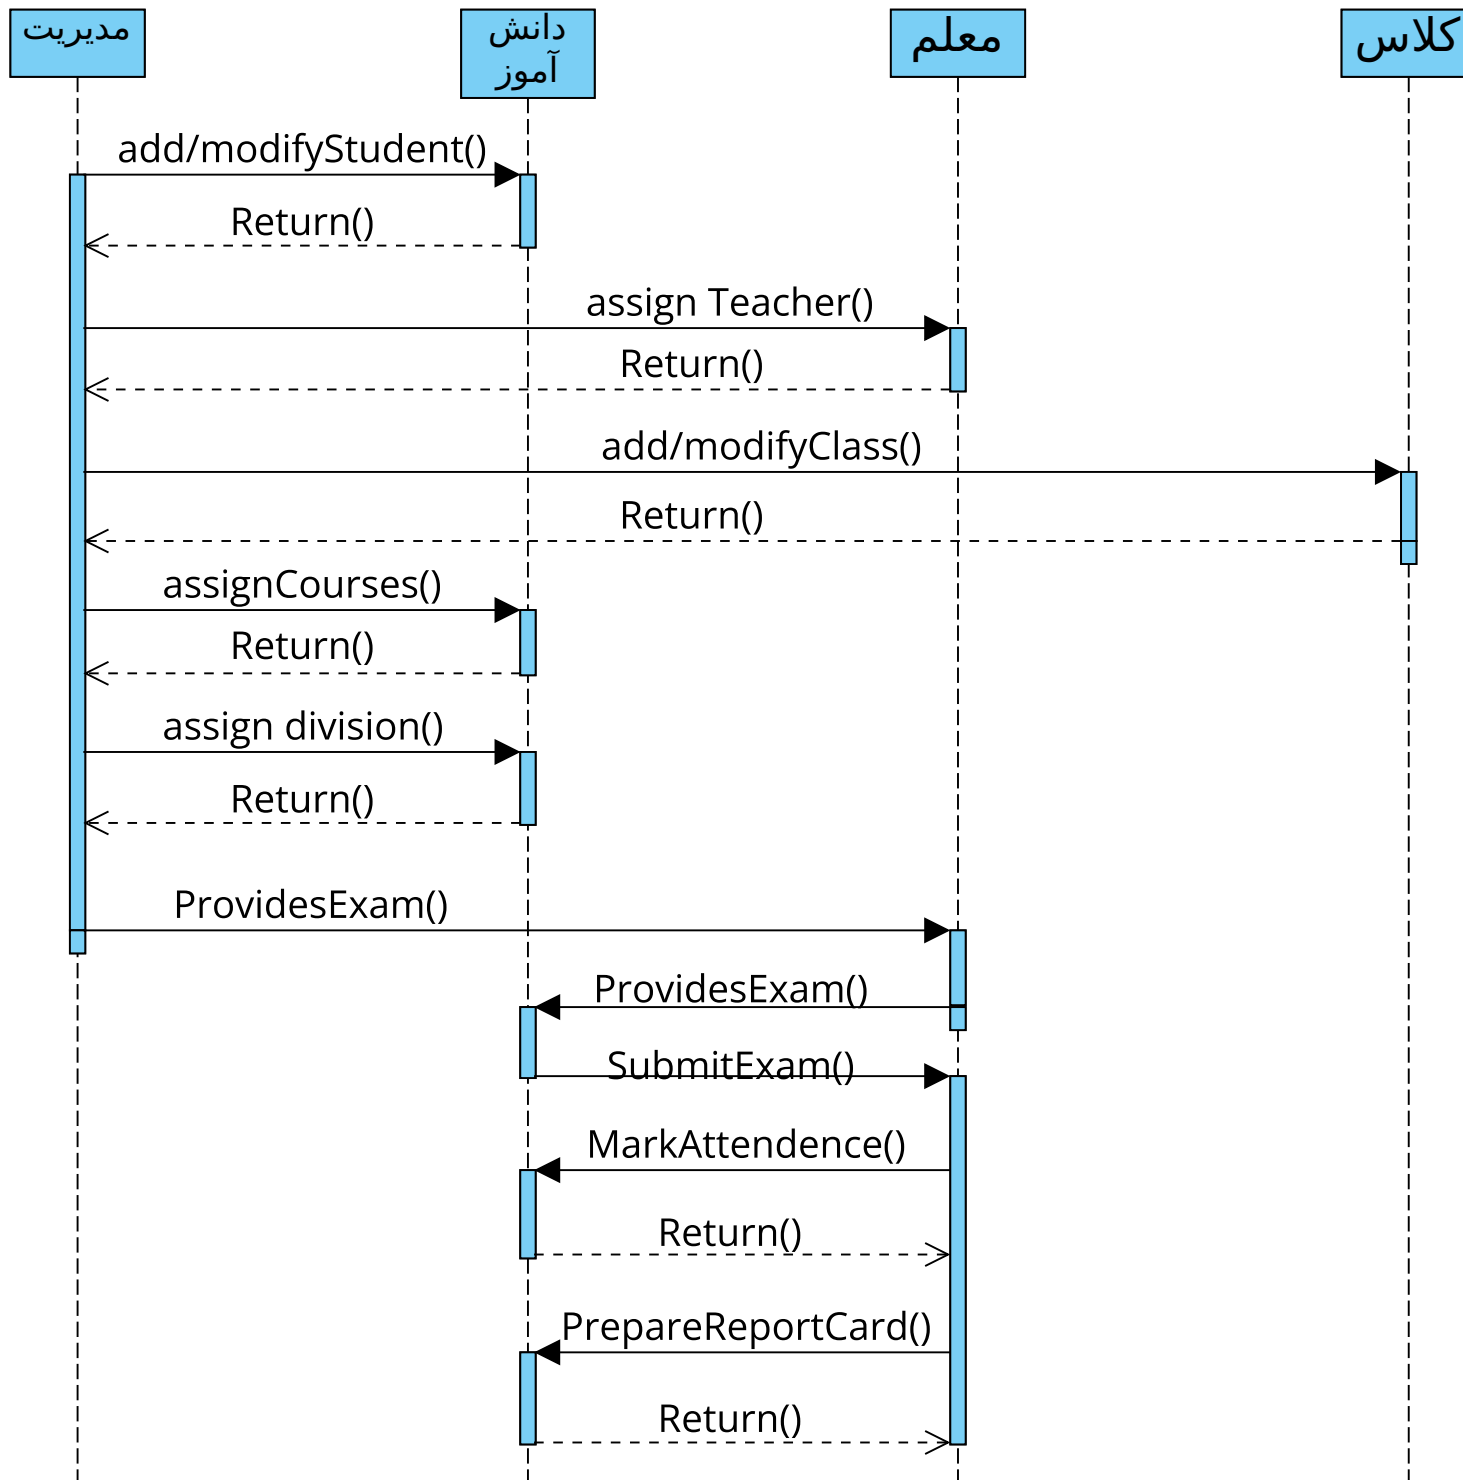 مدیریت
دانش
آموز
معلم
کلاس
add/modifyStudent()
Return()
assign Teacher()
Return()
add/modifyClass()
Return()
assignCourses()
Return()
assign division()
Return()
ProvidesExam()
ProvidesExam()
SubmitExam()
MarkAttendence()
Return()
PrepareReportCard()
Return()